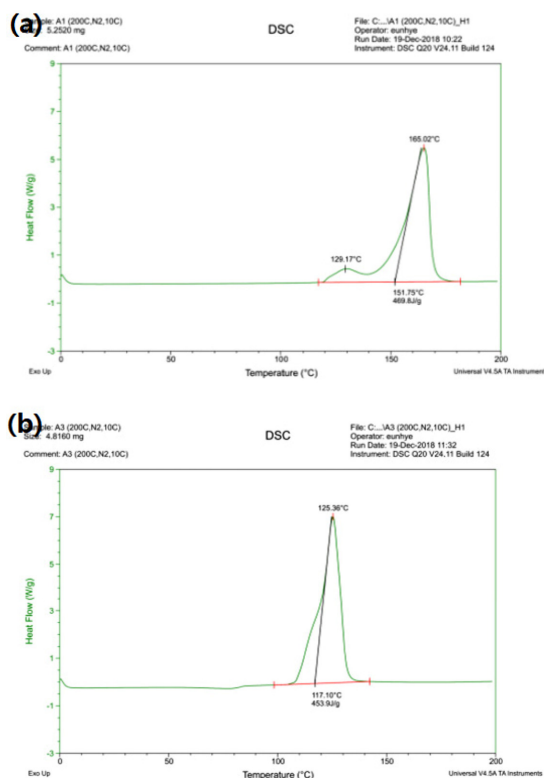 (a)
Sample: A1 (200C,N2,10C)
Size: 5.2520 mg
Comment: A1 (200C,N2,10C)
DSC
File: C:...\A1 (200C,N2,10C)_H1
Operator: eunhye
Run Date: 19-Dec-2018 10:22
Instrument: DSC Q20 V24.11 Build 124
9
7
5
3
1
-1
-3
Heat Flow (W/g)
165.02°C
129.17°C
151.75°C
469.8J/g
0
50
100
150
200
Exo Up
Temperature (°C)
Universal V4.5A TA Instruments
(b)
Sample: A3 (200C,N2,10C)
Size: 4.8160 mg
Comment: A3 (200C,N2,10C)
DSC
File: C:...\A3 (200C,N2,10C)_H1
Operator: eunhye
Run Date: 19-Dec-2018 11:32
Instrument: DSC Q20 V24.11 Build 124
9
7
5
3
1
-1
-3
Heat Flow (W/g)
125.36°C
117.10°C
453.9J/g
0
50
100
150
200
Exo Up
Temperature (°C)
Universal V4.5A TA Instruments